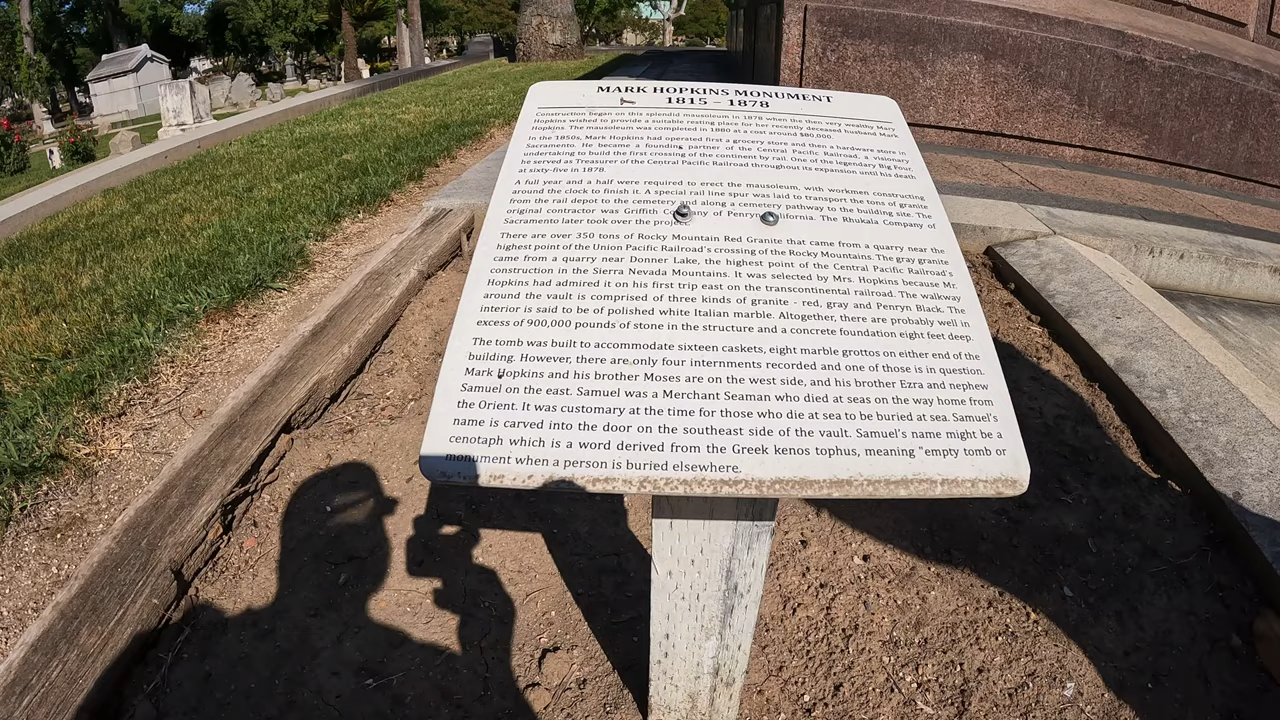 MARK HOPKINS MONUMENT
1815 – 1878
Construction began on this splendid mausoleum in 1878 when the then very wealthy Mary
Hopkins wished to provide a suitable resting place for her recently deceased husband Mark
Hopkins. The mausoleum was completed in 1880 at a cost around $80,000.
In the 1850s, Mark Hopkins had operated first a grocery store and then a hardware store in
Sacramento. He became a founding partner of the Central Pacific Railroad, a visionary
undertaking to build the first crossing of the continent by rail. One of the legendary Big Four,
he served as Treasurer of the Central Pacific Railroad throughout its expansion until his death
at sixty-five in 1878.
A full year and a half were required to erect the mausoleum, with workmen constructing
around the clock to finish it. A special rail line spur was laid to transport the tons of granite
from the rail depot to the cemetery and along a cemetery pathway to the building site. The
original contractor was Griffith of Penryn The Rhukala Company of
Sacramento later took over the project.
There are over 350 tons of Rocky Mountain Red Granite that came from a quarry near the
highest point of the Union Pacific Railroad's crossing of the Rocky Mountains. The gray granite
came from a quarry near Donner Lake, the highest point of the Central Pacific Railroad's
construction in the Sierra Nevada Mountains. It was selected by Mrs. Hopkins because Mr.
Hopkins had admired it on his first trip east on the transcontinental railroad. The walkway
around the vault is comprised of three kinds of granite - red, gray and Penryn Black. The
interior is said to be of polished white Italian marble. Altogether, there are probably well in
excess of 900,000 pounds of stone in the structure and a concrete foundation eight feet deep.
The tomb was built to accommodate sixteen caskets, eight marble grottos on either end of the
building. However, there are only four internments recorded and one of those is in question.
Mark Hopkins and his brother Moses are on the west side, and his brother Ezra and nephew
Samuel on the east. Samuel was a Merchant Seaman who died at seas on the way home from
the Orient. It was customary at the time for those who die at sea to be buried at sea. Samuel's
name is carved into the door on the southeast side of the vault. Samuel's name might be a
cenotaph which is a word derived from the Greek kenos tophus, meaning "empty tomb or
monument when a person is buried elsewhere.